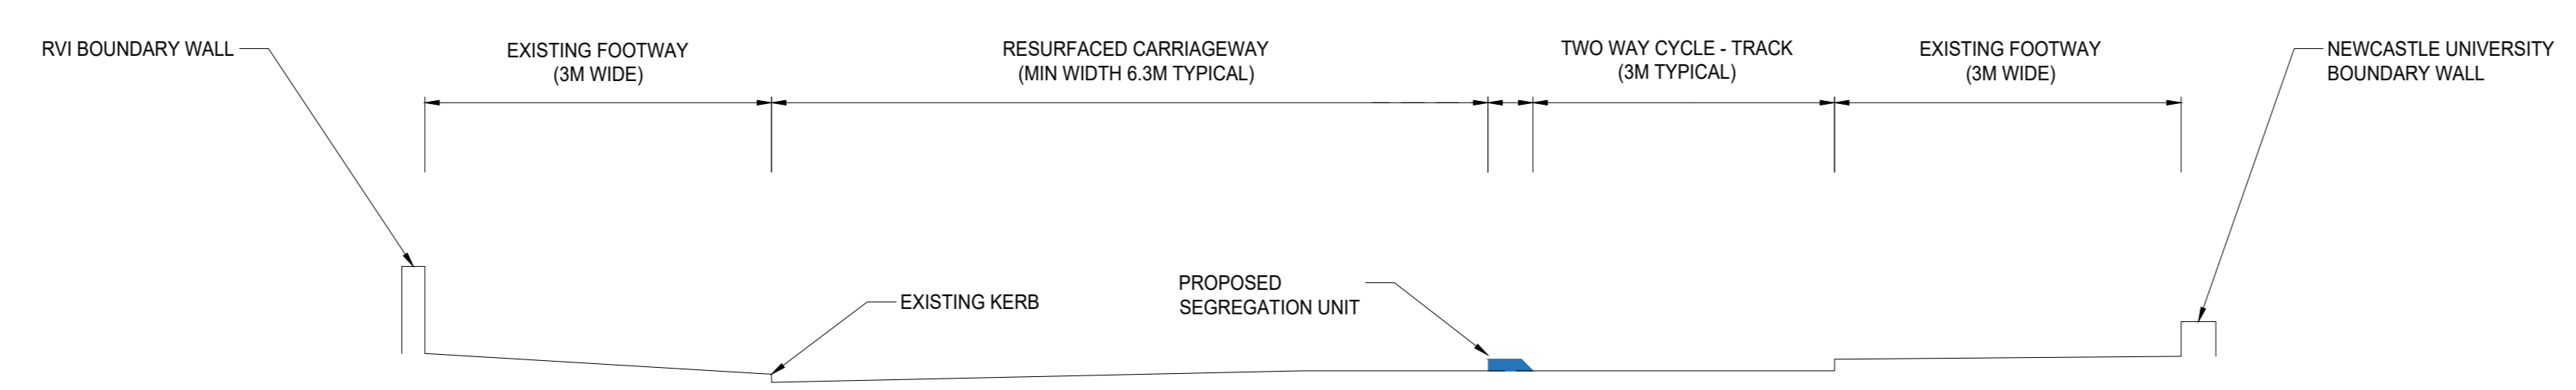 RVI BOUNDARY WALL
EXISTING FOOTWAY
(3M WIDE)
RESURFACED CARRIAGEWAY
(MIN WIDTH 6.3M TYPICAL)
TWO WAY CYCLE - TRACK
(3M TYPICAL)
EXISTING FOOTWAY
(3M WIDE)
NEWCASTLE UNIVERSITY
BOUNDARY WALL
EXISTING KERB
PROPOSED
SEGREGATION UNIT